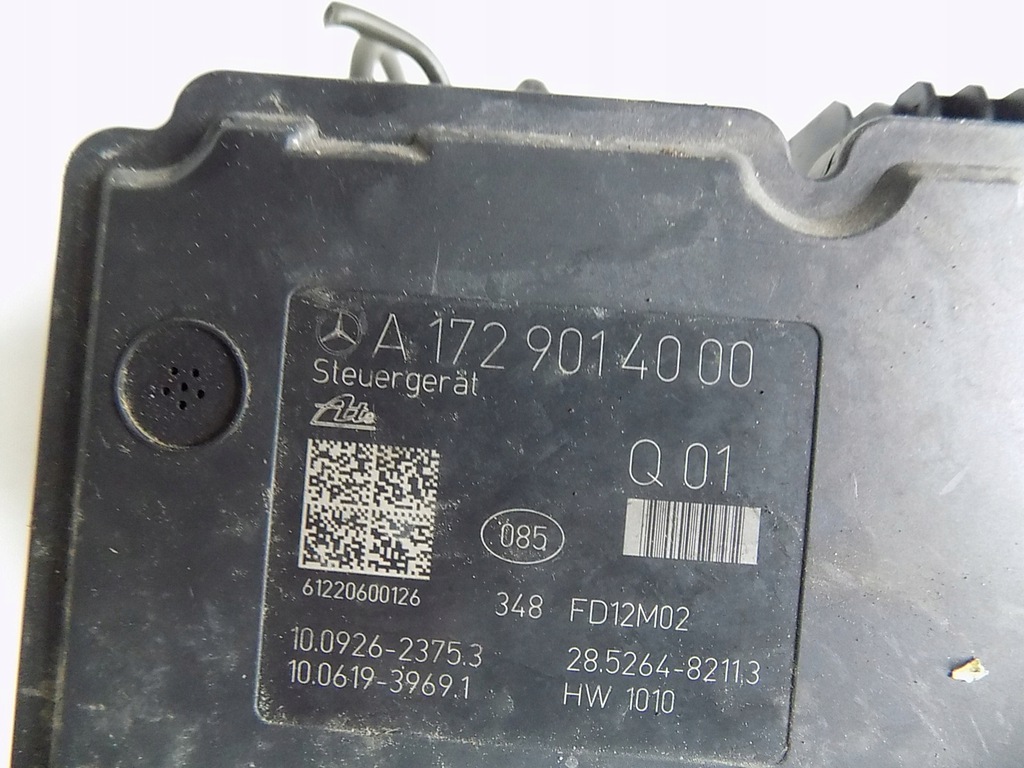 A 172 901 40 00
Steuergerät
Ate
Q 01
085
61220600126
348 FD12M02
10.0926-2375.3
10.0619-3969.1
28.5264-8211.3
HW 1010